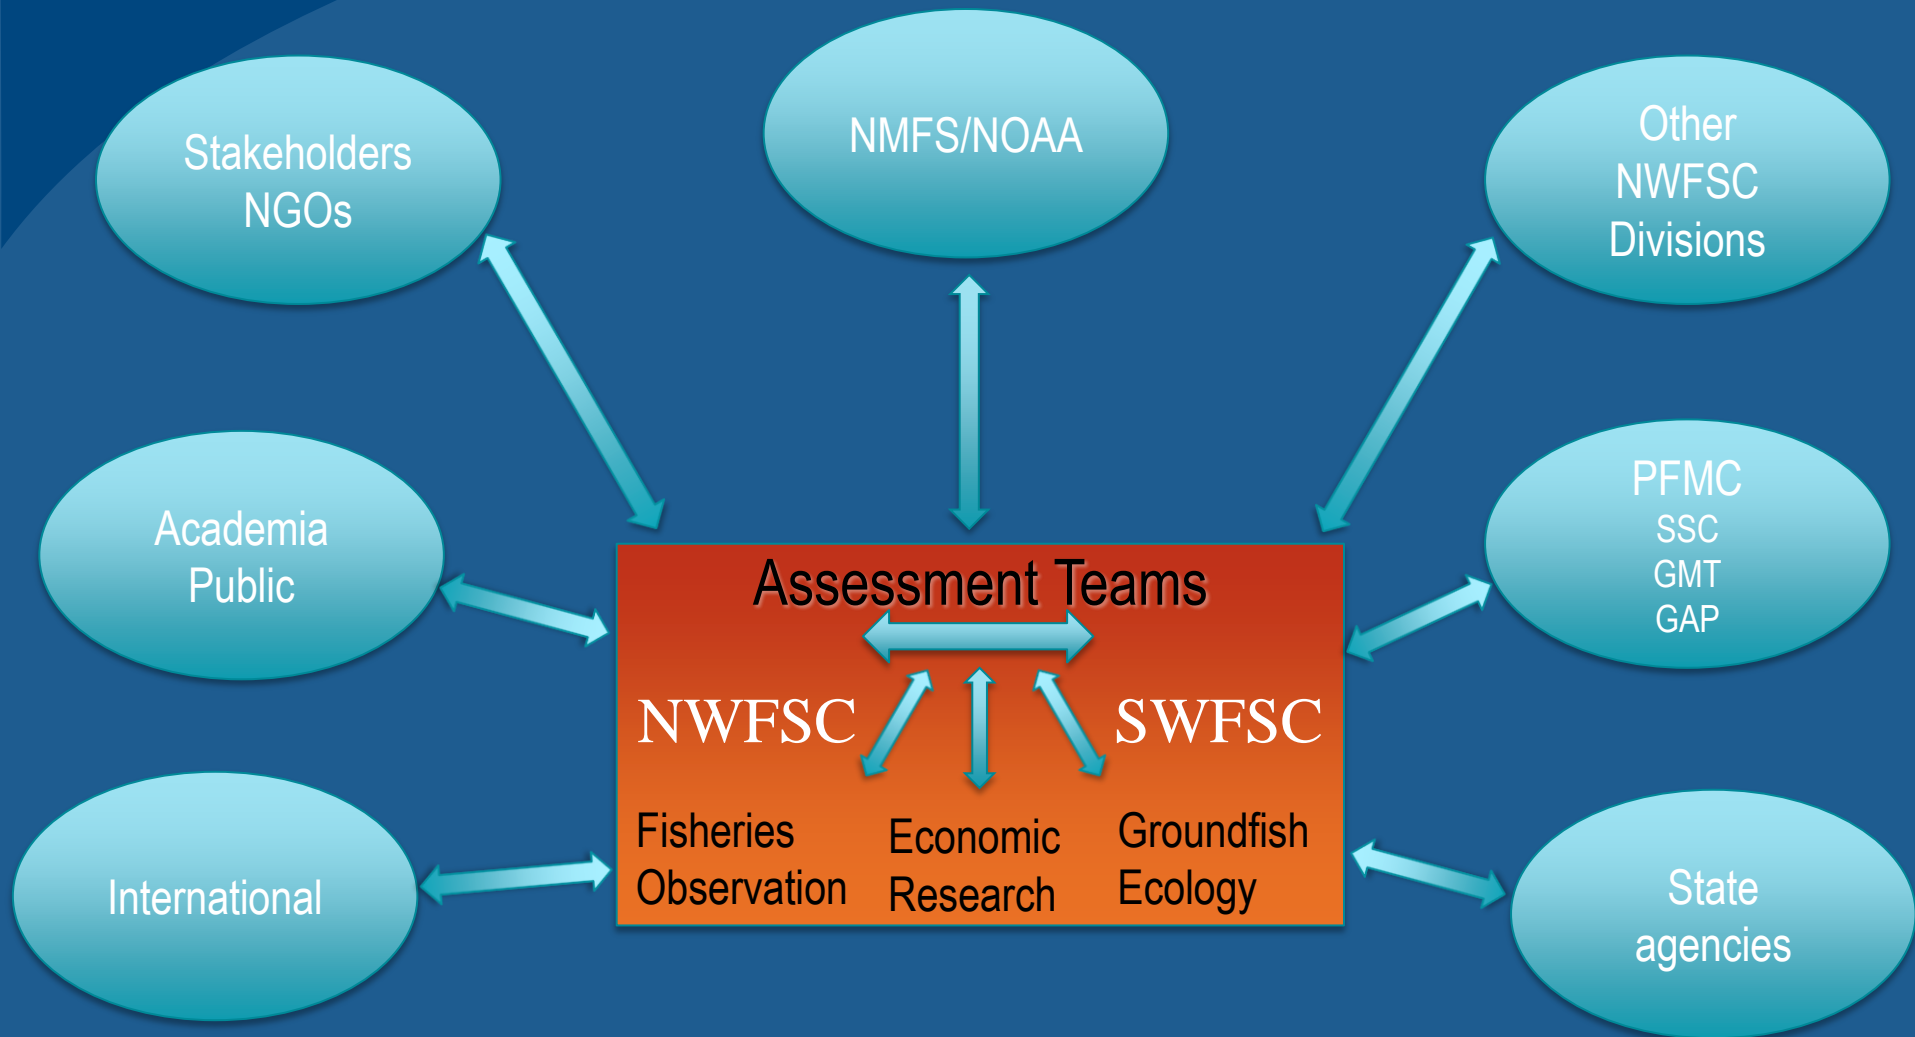 Stakeholders
NGOs
NMFS/NOAA
Other
NWFSC
Divisions
Academia
Public
PFMC
SSC
GMT
GAP
Assessment Teams
NWFSC
SWFSC
Fisheries
Observation
Economic
Research
Groundfish
Ecology
International
State
agencies